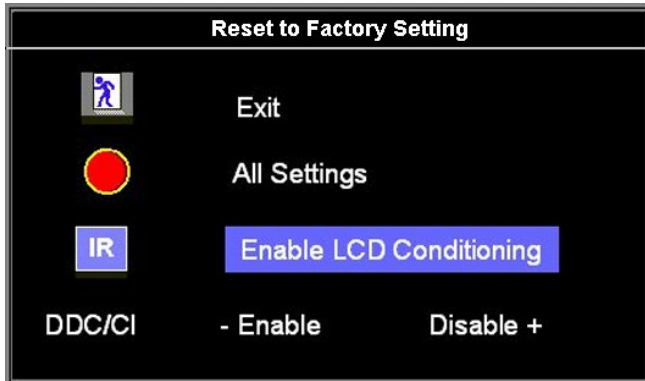 Reset to Factory Setting
Exit
All Settings
IR Enable LCD Conditioning
DDC/CI - Enable Disable +